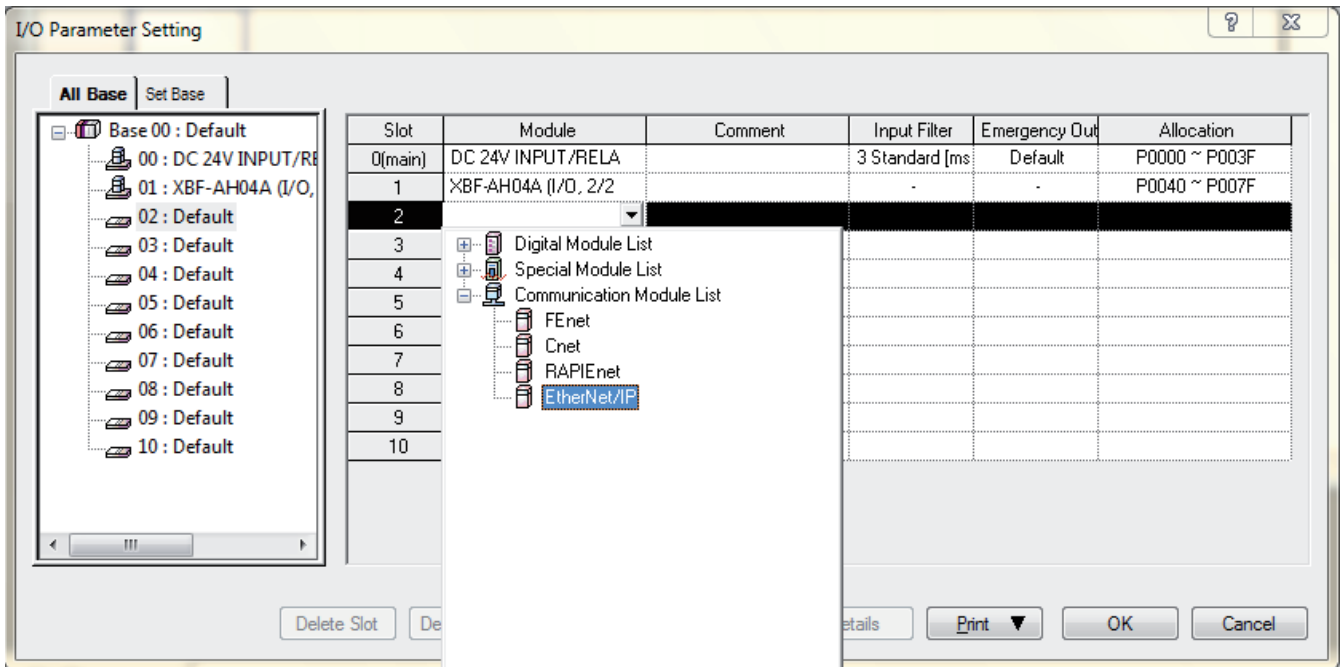 I/O Parameter Setting
All Base Set Base
Base 00 : Default
00 : DC 24V INPUT/RE
01 : XBF-AH04A (I/O,
02 : Default
03 : Default
04 : Default
05 : Default
06 : Default
07 : Default
08 : Default
09 : Default
10 : Default
Slot Module Comment Input Filter Emergency Out Allocation
0(main) DC 24V INPUT/RELA 3 Standard [ms Default P0000 ~ P003F
1 XBF-AH04A (I/O, 2/2 - - P0040 ~ P007F
2
3
4
5
6
7
8
9
10
Digital Module List
Special Module List
Communication Module List
FEnet
Cnet
RAPIEnet
EtherNet/IP
Delete Slot De etails Print ▼ OK Cancel